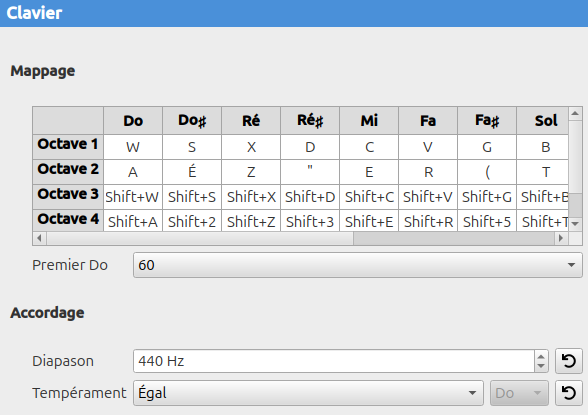 Clavier
Mappage
Do Do♯ Ré Ré♯ Mi Fa Fa♯ Sol
Octave 1 W S X D C V G B
Octave 2 A É Z " E R ( T
Octave 3 Shift+W Shift+S Shift+X Shift+D Shift+C Shift+V Shift+G Shift+B
Octave 4 Shift+A Shift+2 Shift+Z Shift+3 Shift+E Shift+R Shift+5 Shift+T
Premier Do 60
Accordage
Diapason 440 Hz
Tempérament Égal Do